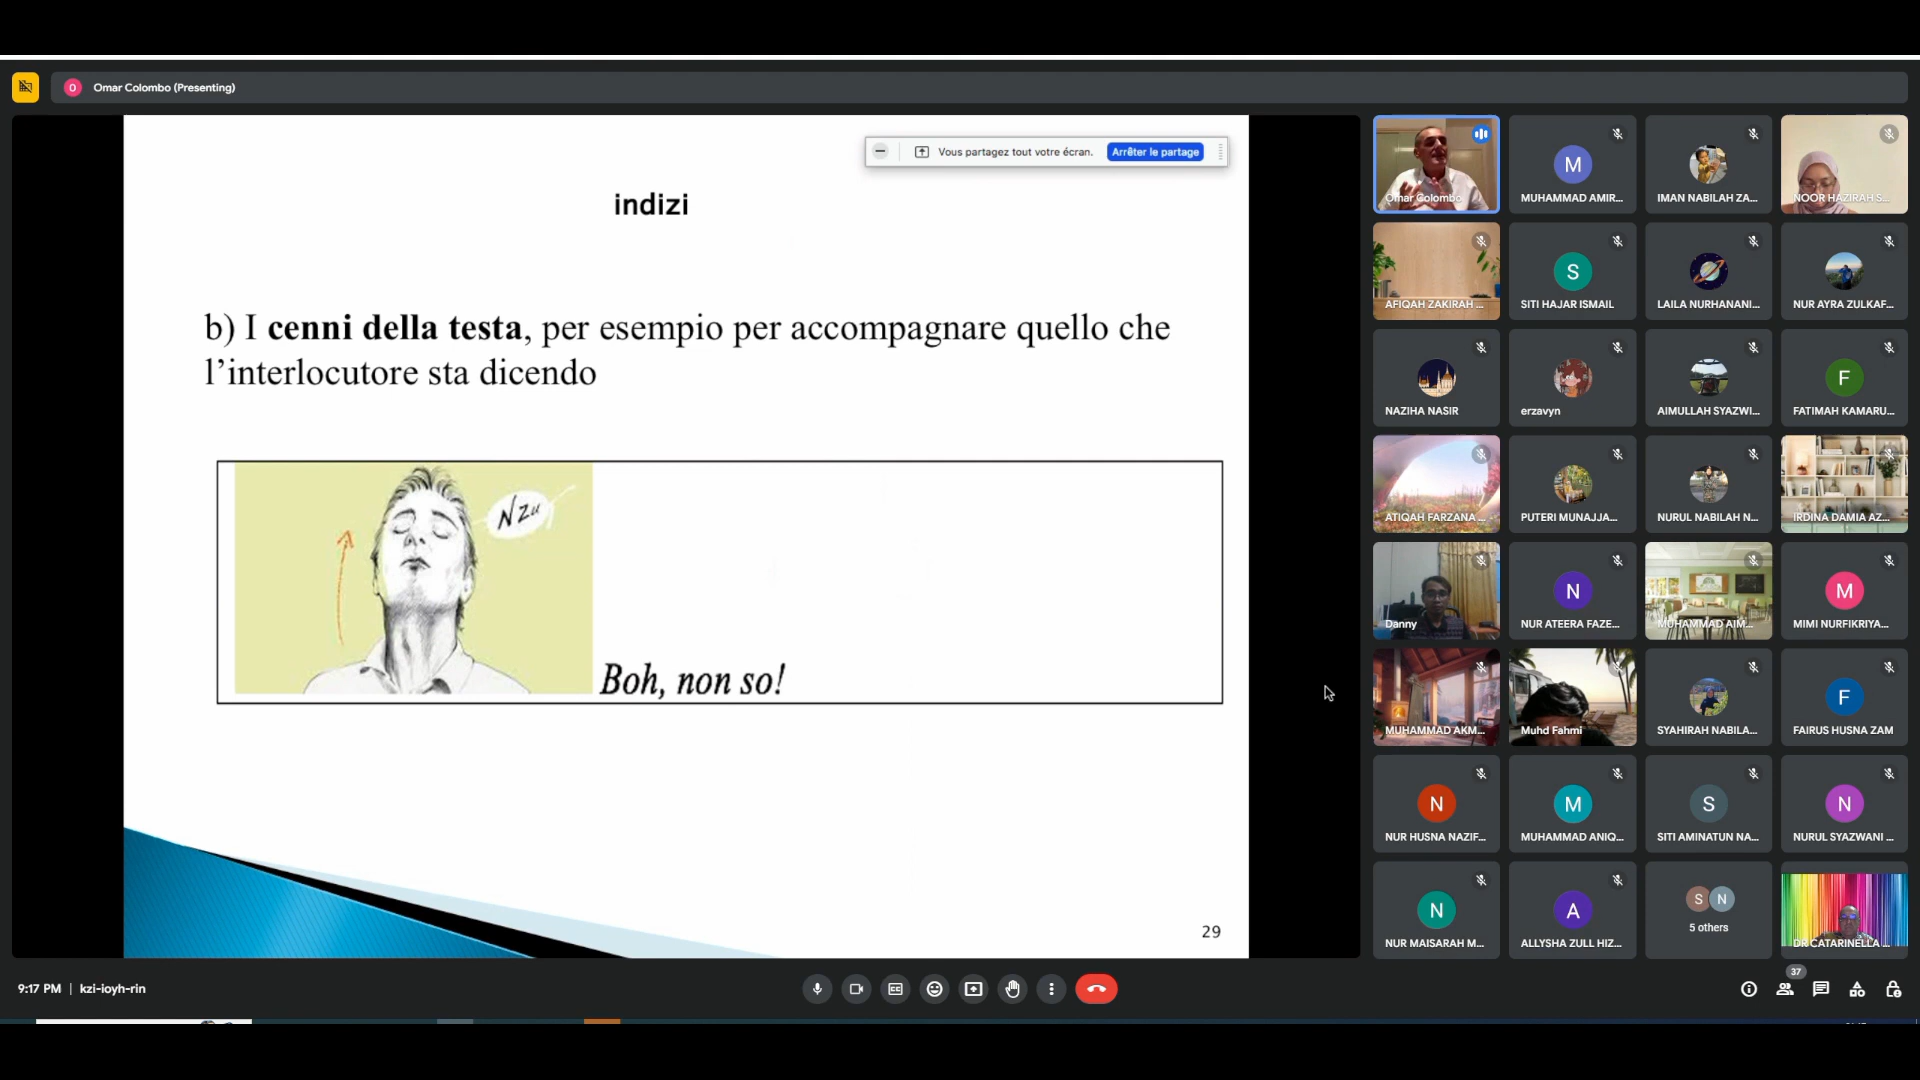 O Omar Colombo (Presenting)
Vous partagez tout votre écran. Arrêter le partage
indizi
b) I cenni della testa, per esempio per accompagnare quello che
l’interlocutore sta dicendo
Nzu
Boh, non so!
29
Omar Colombo
M
MUHAMMAD AMIR...
IMAN NABILAH ZA...
NOOR HAZIRAH S...
AFIQAH ZAKIRAH ...
S
SITI HAJAR ISMAIL
LAILA NURHANANI...
NUR AYRA ZULKAF...
NAZIHA NASIR
erzavyn
AIMULLAH SYAZWI...
F
FATIMAH KAMARU...
ATIQAH FARZANA ...
PUTERI MUNAJJA...
NURUL NABILAH N...
IRDINA DAMIA AZ...
Danny
N
NUR ATEERA FAZE...
MUHAMMAD AIM...
M
MIMI NURFIKRIYA...
MUHAMMAD AKM...
Muhd Fahmi
SYAHIRAH NABILA...
F
FAIRUS HUSNA ZAM
N
NUR HUSNA NAZIF...
M
MUHAMMAD ANIQ...
S
SITI AMINATUN NA...
N
NURUL SYAZWANI ...
N
NUR MAISARAH M...
A
ALLYSHA ZULL HIZ...
S N
5 others
DR CATARINELLA ...
9:17 PM | kzi-ioyh-rin
37